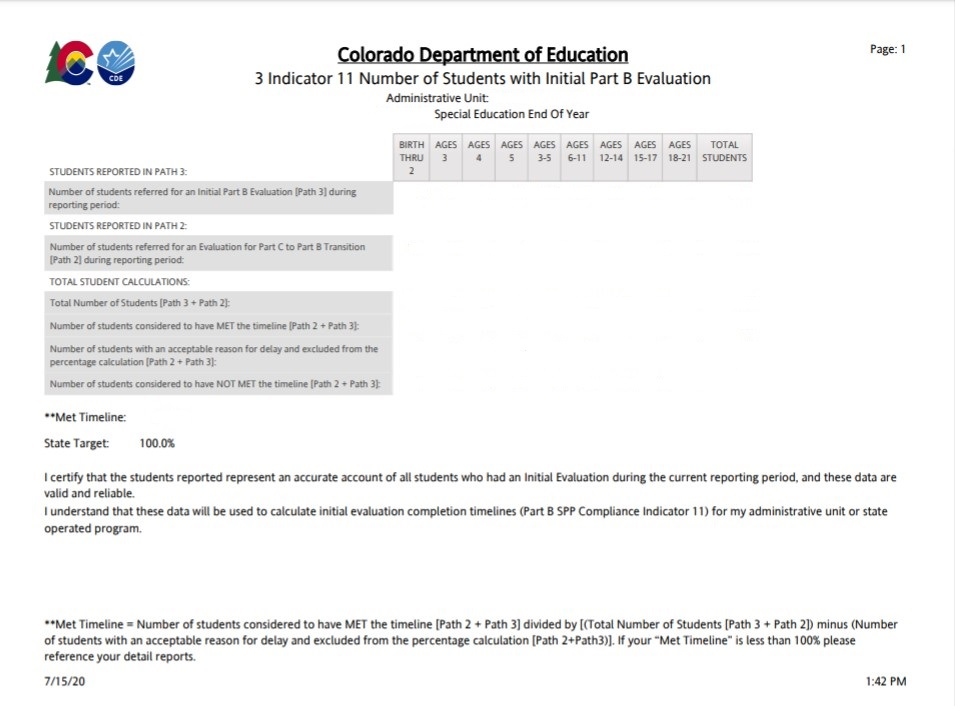 CDE
Colorado Department of Education
Page: 1
3 Indicator 11 Number of Students with Initial Part B Evaluation
Administrative Unit:
Special Education End Of Year
BIRTH AGES AGES AGES AGES AGES AGES AGES AGES TOTAL
THRU 3 4 5 3-5 6-11 12-14 15-17 18-21 STUDENTS
2
STUDENTS REPORTED IN PATH 3:
Number of students referred for an Initial Part B Evaluation [Path 3] during
reporting period:
STUDENTS REPORTED IN PATH 2:
Number of students referred for an Evaluation for Part C to Part B Transition
[Path 2] during reporting period:
TOTAL STUDENT CALCULATIONS:
Total Number of Students [Path 3 + Path 2]:
Number of students considered to have MET the timeline [Path 2 + Path 3]:
Number of students with an acceptable reason for delay and excluded from the
percentage calculation [Path 2 + Path 3]:
Number of students considered to have NOT MET the timeline [Path 2 + Path 3]:
**Met Timeline:
State Target: 100.0%
I certify that the students reported represent an accurate account of all students who had an Initial Evaluation during the current reporting period, and these data are
valid and reliable.
I understand that these data will be used to calculate initial evaluation completion timelines (Part B SPP Compliance Indicator 11) for my administrative unit or state
operated program.
**Met Timeline = Number of students considered to have MET the timeline [Path 2 + Path 3] divided by [(Total Number of Students [Path 3 + Path 2]) minus (Number
of students with an acceptable reason for delay and excluded from the percentage calculation [Path 2+Path3)]. If your "Met Timeline" is less than 100% please
reference your detail reports.
7/15/20
1:42 PM